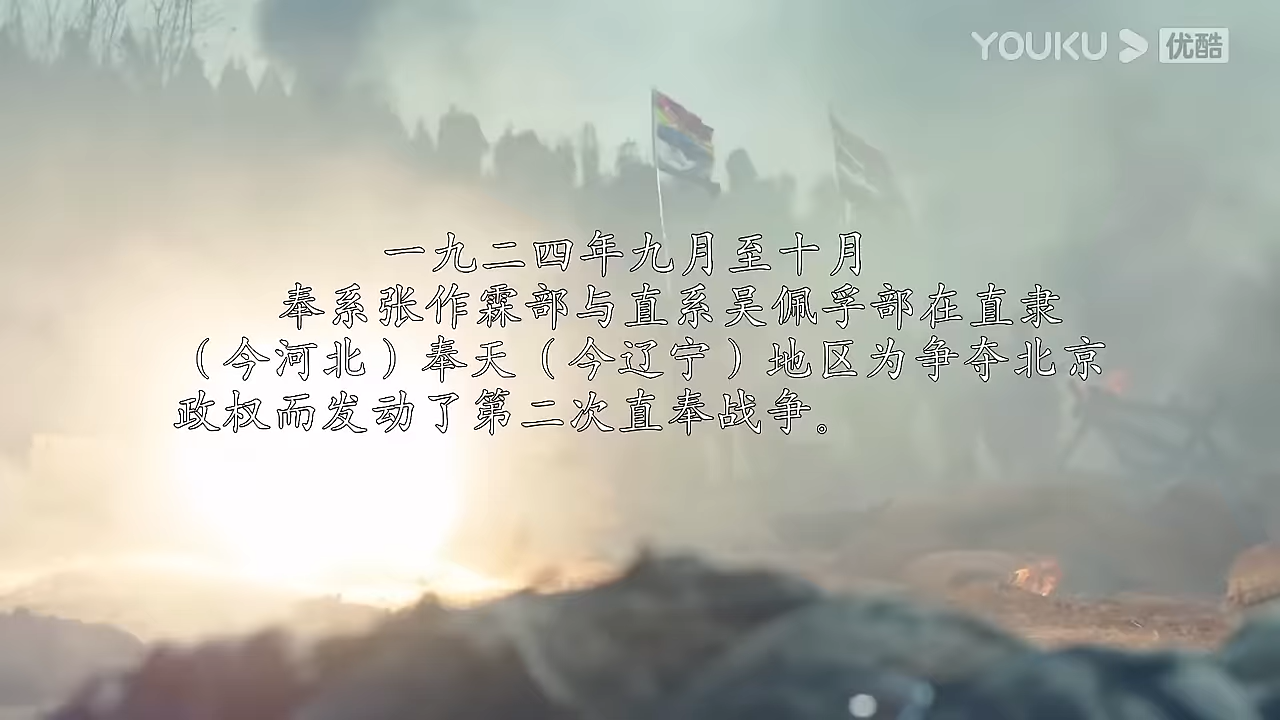 YOUKU 优酷
一九二四年九月至十月
奉系张作霖部与直系吴佩孚部在直隶
（今河北）奉天（今辽宁）地区为争夺北京
政权而发动了第二次直奉战争。